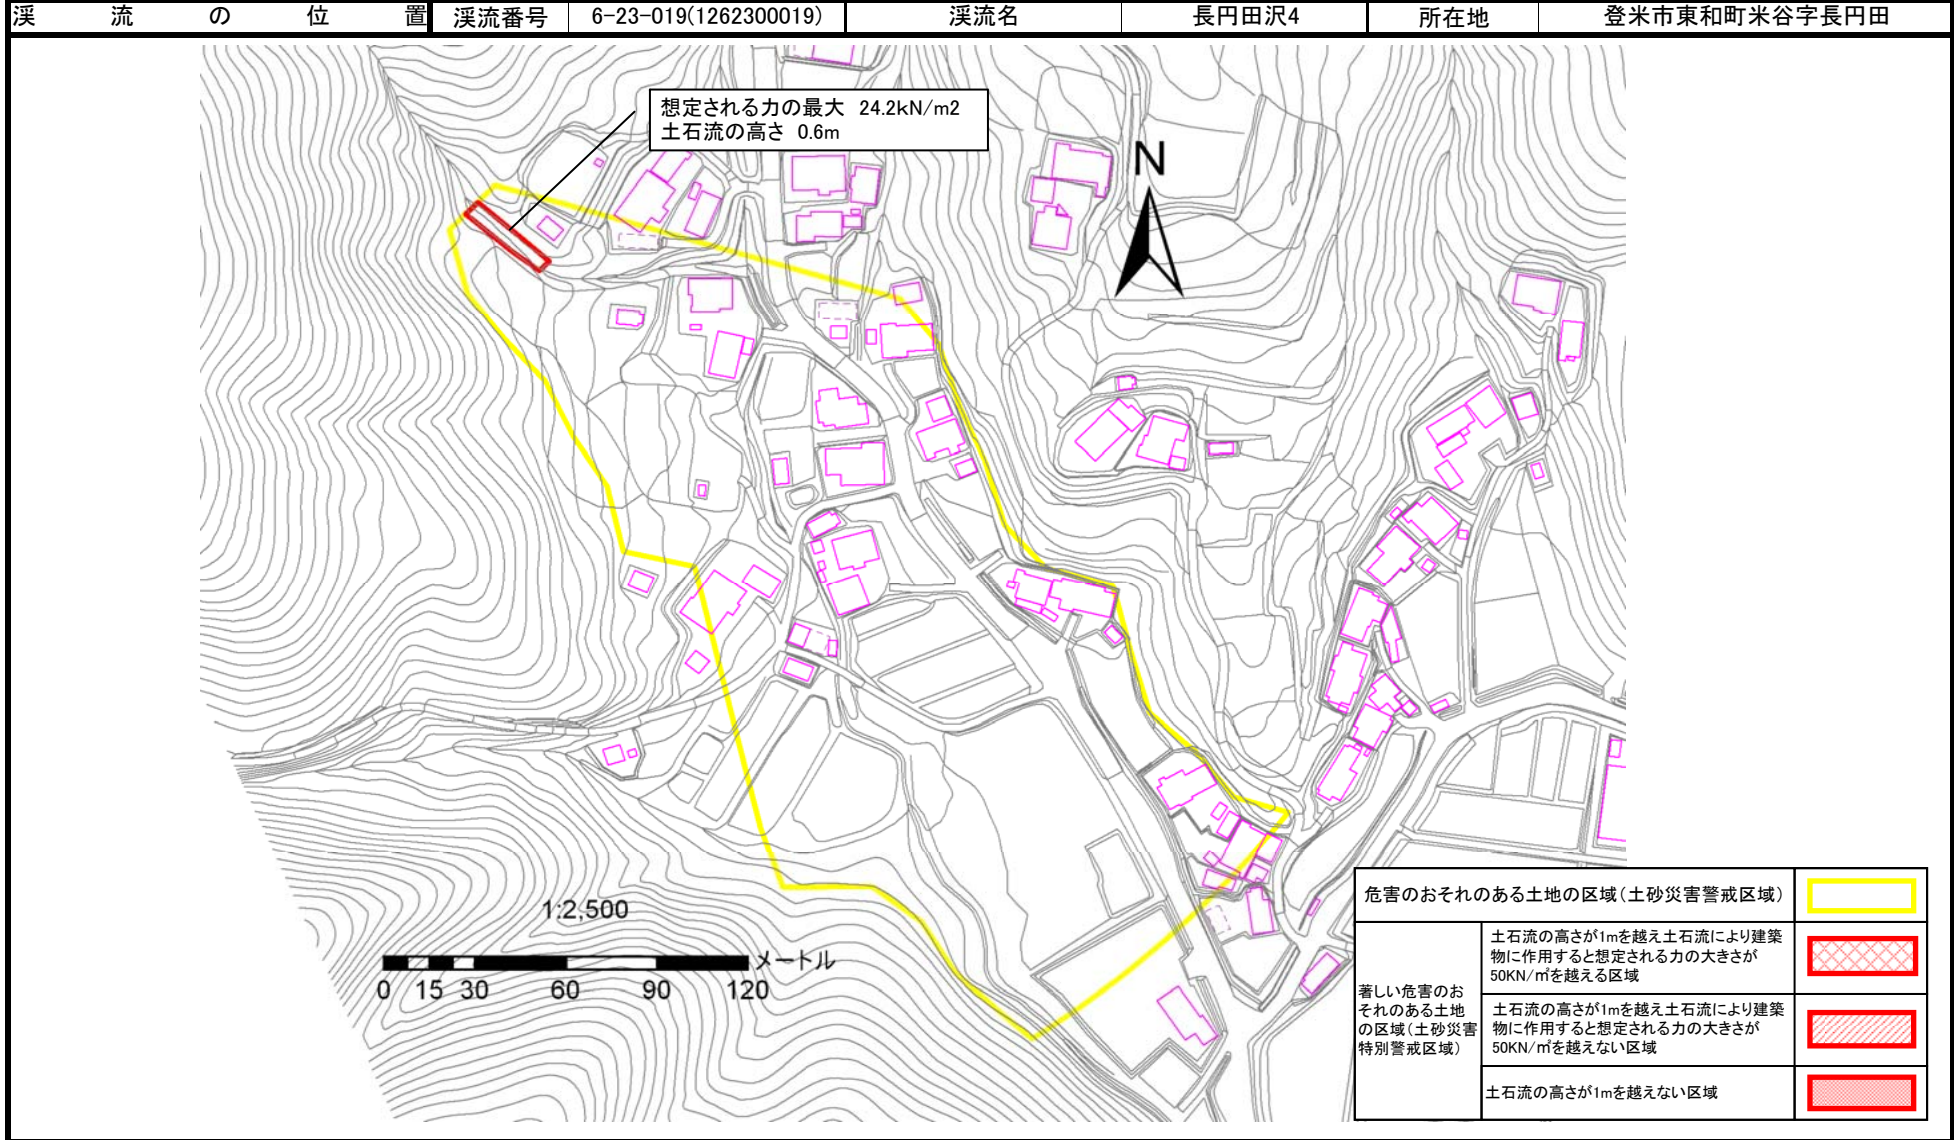 渓流の位置 渓流番号 6-23-019(1262300019) 渓流名 長円田沢4 所在地 登米市東和町米谷字長円田
想定される力の最大 24.2kN/m2
土石流の高さ 0.6m
N
1:2,500
メートル
0 15 30 60 90 120
危害のおそれのある土地の区域(土砂災害警戒区域)
著しい危害のお
それのある土地
の区域(土砂災害
特別警戒区域)
土石流の高さが1mを越え土石流により建築
物に作用すると想定される力の大きさが
50KN/㎡を越える区域
土石流の高さが1mを越え土石流により建築
物に作用すると想定される力の大きさが
50KN/㎡を越えない区域
土石流の高さが1mを越えない区域